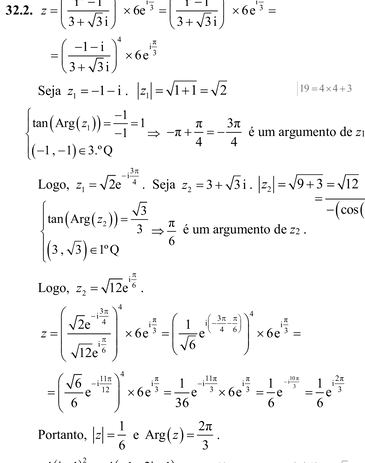 32.2. z = ( i −1 / 3 + √3 i ) × 6e^(iπ/3) = ( i −1 / 3 + √3 i ) × 6e^(iπ/3) =
= ( −1 − i / 3 + √3 i )^4 × 6e^(iπ/3)
Seja z₁ = −1 − i . |z₁| = √(1+1) = √2 19 = 4 × 4 + 3
{ tan(Arg(z₁)) = −1/−1 = 1 ; (−1, −1) ∈ 3.º Q ⇒ −π + π/4 = −3π/4 é um argumento de z₁
Logo, z₁ = √2 e^(−i3π/4) . Seja z₂ = 3 + √3 i . |z₂| = √(9+3) = √12
= −(cos(
{ tan(Arg(z₂)) = √3/3 ; (3, √3) ∈ 1º Q ⇒ π/6 é um argumento de z₂ .
Logo, z₂ = √12 e^(iπ/6) .
z = ( √2 e^(−i3π/4) / √12 e^(iπ/6) )^4 × 6e^(iπ/3) = ( 1/√6 e^(i(−3π/4 − π/6)) )^4 × 6e^(iπ/3) =
= ( √6/6 e^(−i11π/12) )^4 × 6e^(iπ/3) = 1/36 e^(−i11π/3) × 6e^(iπ/3) = 1/6 e^(−i10π/3) = 1/6 e^(i2π/3)
Portanto, |z| = 1/6 e Arg(z) = 2π/3 .